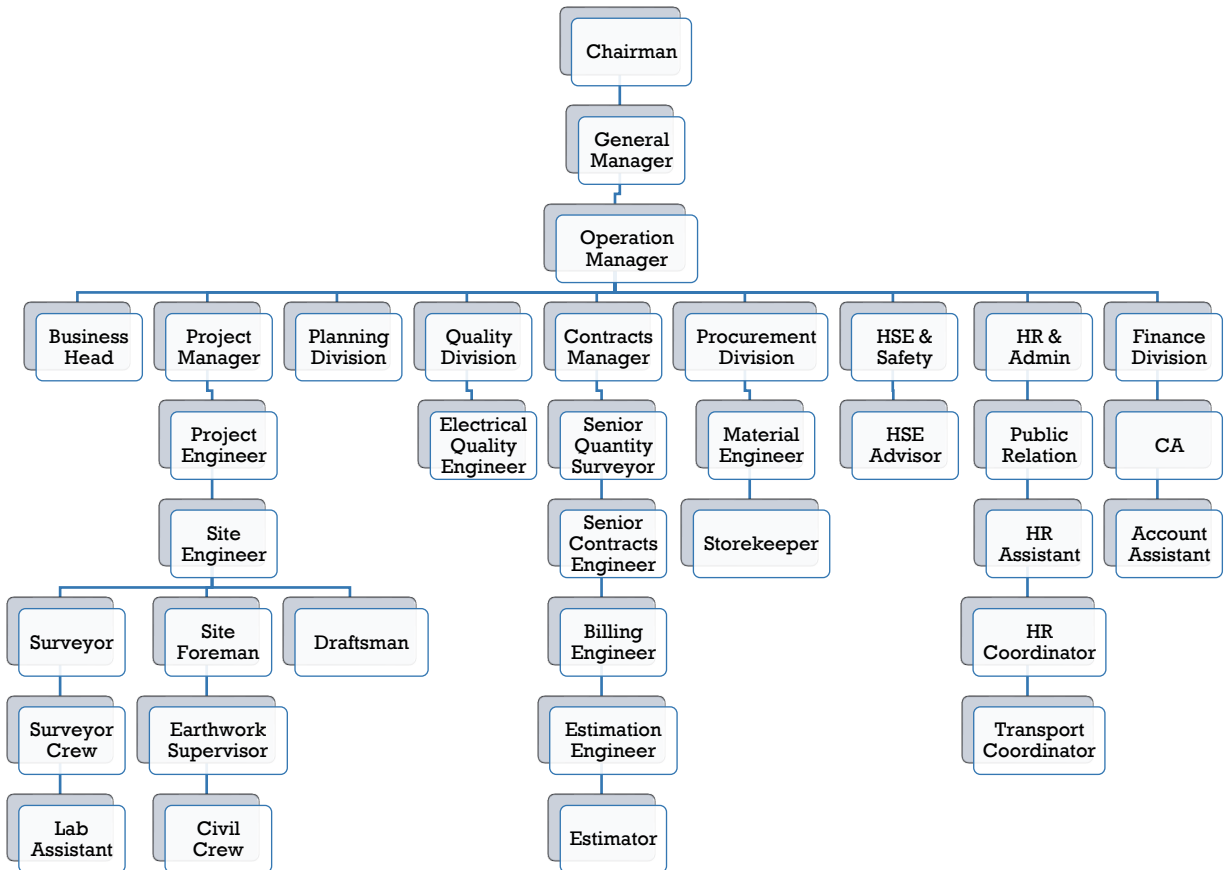 Chairman
General
Manager
Operation
Manager
Business
Head
Project
Manager
Planning
Division
Quality
Division
Contracts
Manager
Procurement
Division
HSE &
Safety
HR &
Admin
Finance
Division
Project
Engineer
Electrical
Quality
Engineer
Senior
Quantity
Surveyor
Material
Engineer
HSE
Advisor
Public
Relation
CA
Site
Engineer
Senior
Contracts
Engineer
Storekeeper
HR
Assistant
Account
Assistant
Surveyor
Site
Foreman
Draftsman
Billing
Engineer
HR
Coordinator
Surveyor
Crew
Earthwork
Supervisor
Estimation
Engineer
Transport
Coordinator
Lab
Assistant
Civil
Crew
Estimator